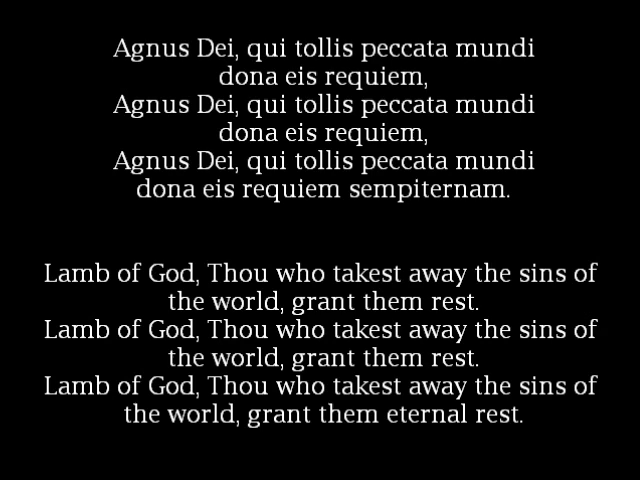 Agnus Dei, qui tollis peccata mundi
dona eis requiem,
Agnus Dei, qui tollis peccata mundi
dona eis requiem,
Agnus Dei, qui tollis peccata mundi
dona eis requiem sempiternam.
Lamb of God, Thou who takest away the sins of
the world, grant them rest.
Lamb of God, Thou who takest away the sins of
the world, grant them rest.
Lamb of God, Thou who takest away the sins of
the world, grant them eternal rest.